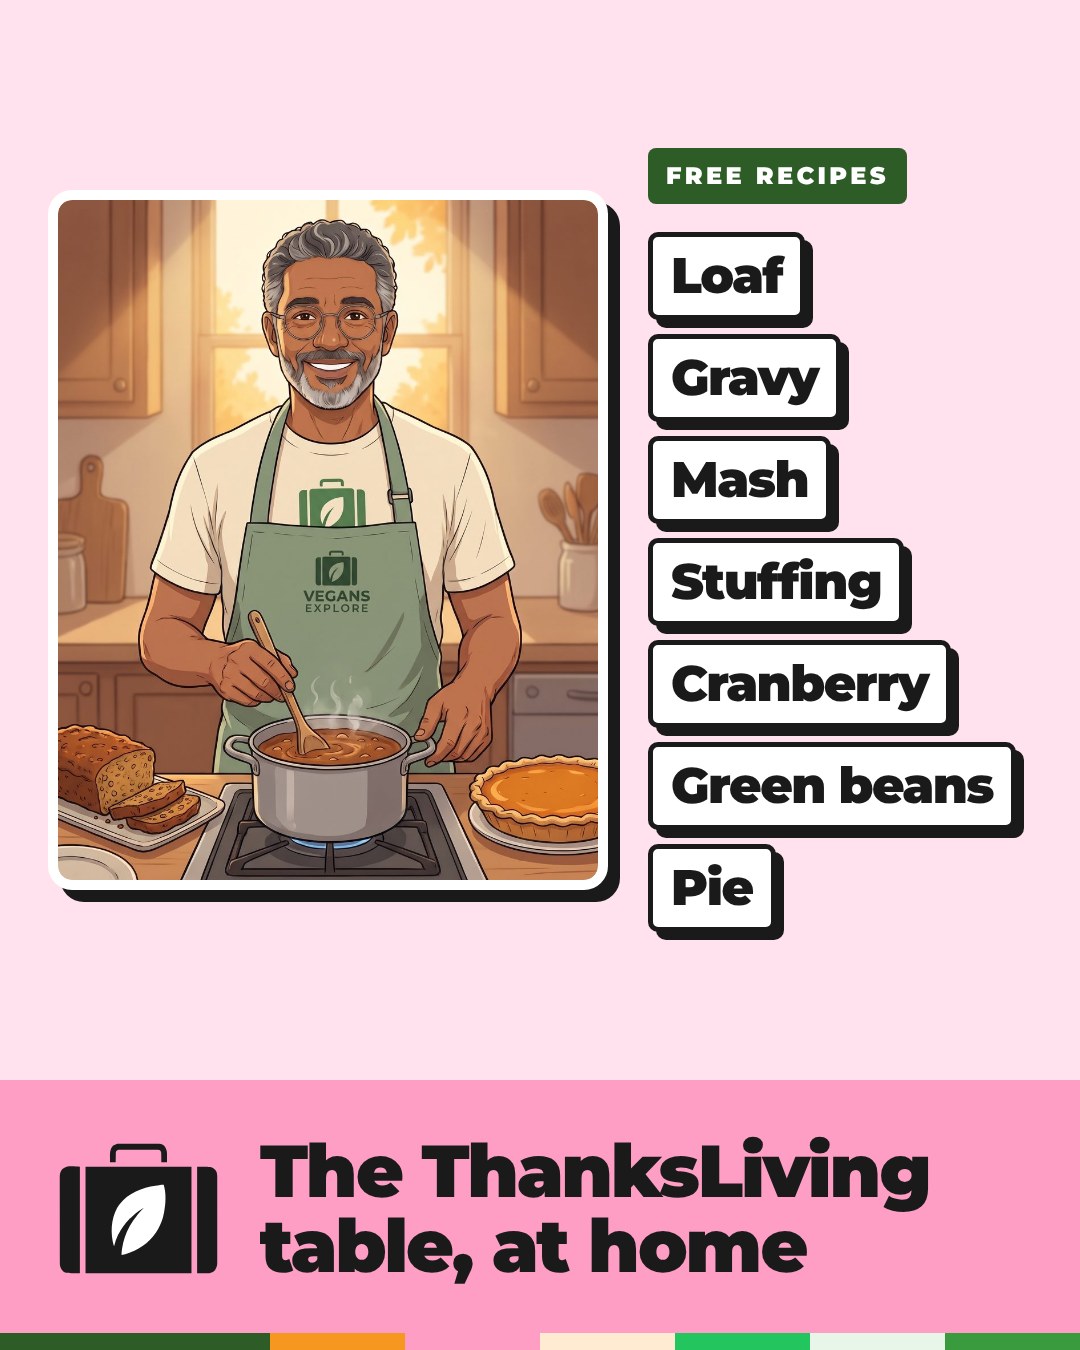 FREE RECIPES
Loaf
Gravy
Mash
Stuffing
Cranberry
Green beans
Pie
VEGANS
EXPLORE
The ThanksLiving
table, at home